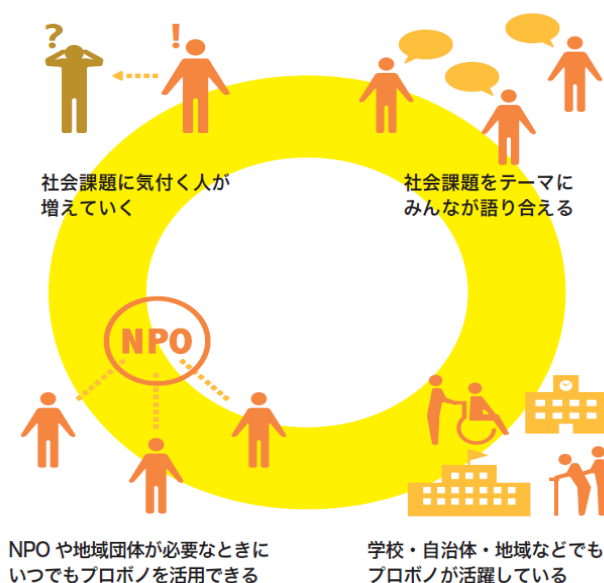 ?
!
社会課題に気付く人が
増えていく
社会課題をテーマに
みんなが語り合える
NPO
NPO や地域団体が必要なときに
いつでもプロボノを活用できる
学校・自治体・地域などでも
プロボノが活躍している